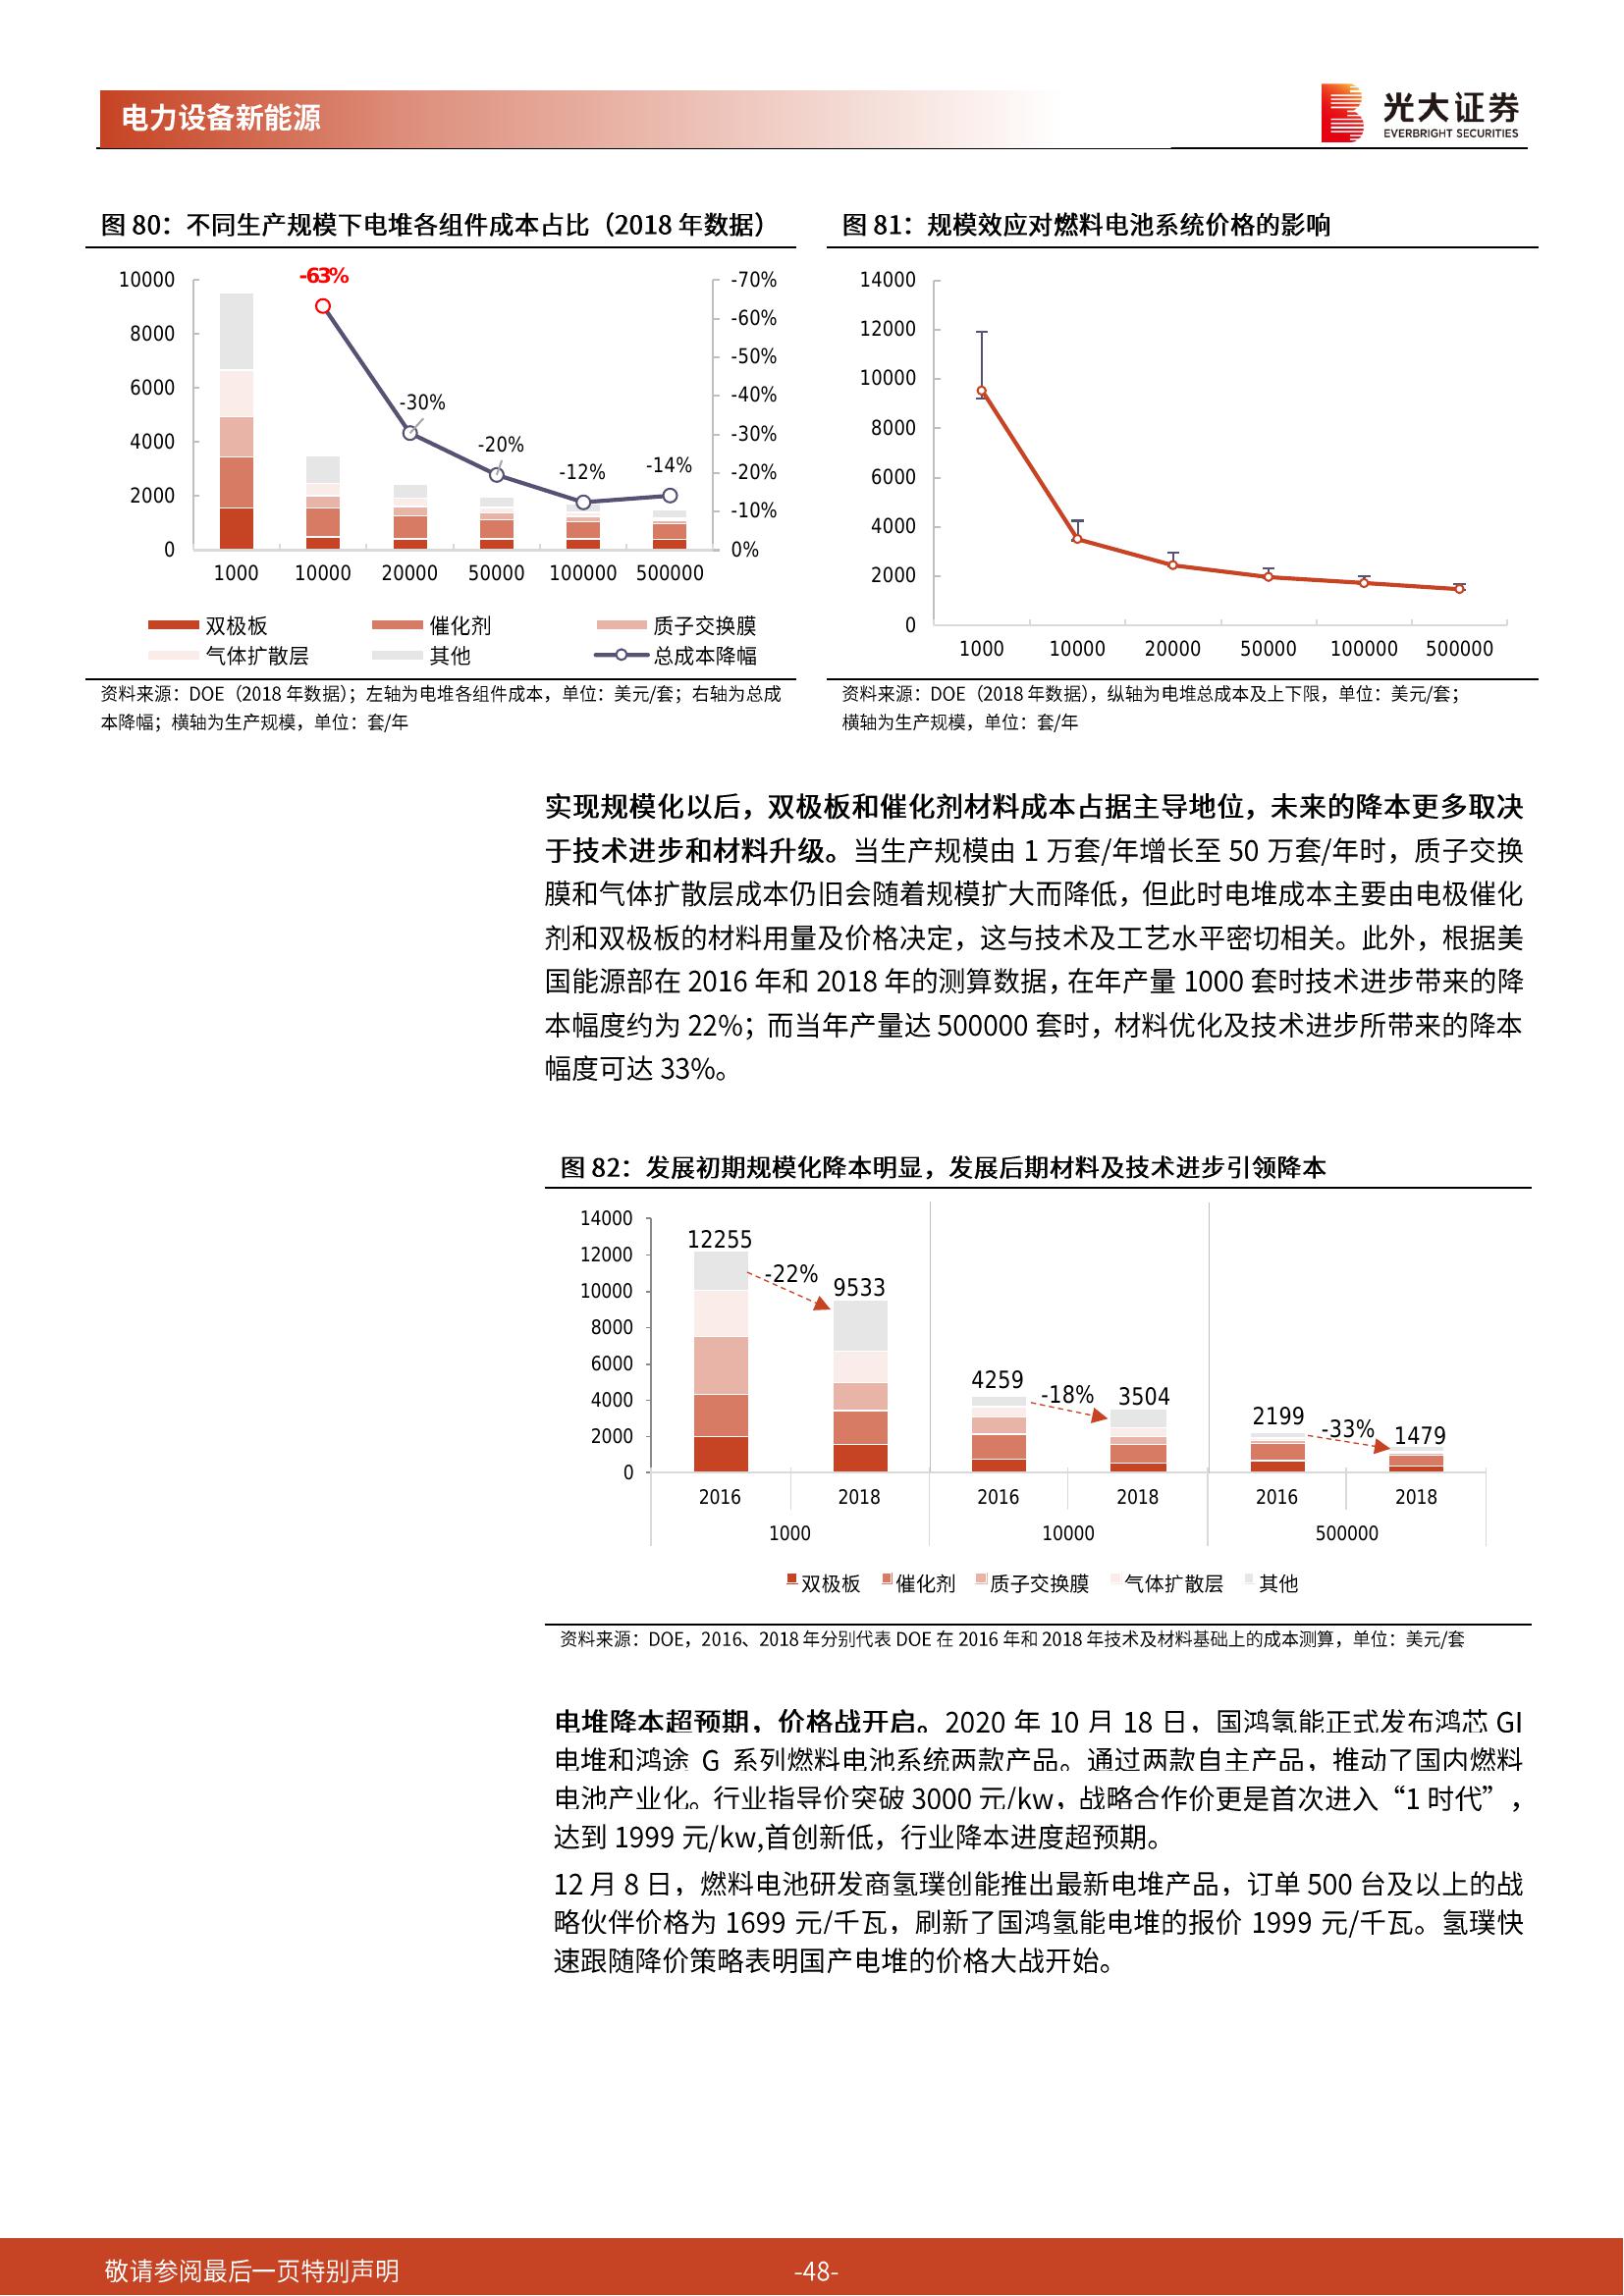 电力设备新能源
光大证券
EVERBRIGHT SECURITIES
图 80：不同生产规模下电堆各组件成本占比（2018 年数据）
10000
8000
6000
4000
2000
0
-70%
-60%
-50%
-40%
-30%
-20%
-10%
0%
-63%
-30%
-20%
-12%
-14%
1000 10000 20000 50000 100000 500000
双极板 催化剂 质子交换膜
气体扩散层 其他 总成本降幅
资料来源：DOE（2018 年数据）；左轴为电堆各组件成本，单位：美元/套；右轴为总成
本降幅；横轴为生产规模，单位：套/年
图 81：规模效应对燃料电池系统价格的影响
14000
12000
10000
8000
6000
4000
2000
0
1000 10000 20000 50000 100000 500000
资料来源：DOE（2018 年数据），纵轴为电堆总成本及上下限，单位：美元/套；
横轴为生产规模，单位：套/年
实现规模化以后，双极板和催化剂材料成本占据主导地位，未来的降本更多取决
于技术进步和材料升级。当生产规模由 1 万套/年增长至 50 万套/年时，质子交换
膜和气体扩散层成本仍旧会随着规模扩大而降低，但此时电堆成本主要由电极催化
剂和双极板的材料用量及价格决定，这与技术及工艺水平密切相关。此外，根据美
国能源部在 2016 年和 2018 年的测算数据，在年产量 1000 套时技术进步带来的降
本幅度约为 22%；而当年产量达 500000 套时，材料优化及技术进步所带来的降本
幅度可达 33%。
图 82：发展初期规模化降本明显，发展后期材料及技术进步引领降本
14000
12000
10000
8000
6000
4000
2000
0
12255
-22%
9533
4259
-18%
3504
2199
-33%
1479
2016 2018 2016 2018 2016 2018
1000 10000 500000
双极板 催化剂 质子交换膜 气体扩散层 其他
资料来源：DOE，2016、2018 年分别代表 DOE 在 2016 年和 2018 年技术及材料基础上的成本测算，单位：美元/套
电堆降本超预期，价格战开启。2020 年 10 月 18 日，国鸿氢能正式发布鸿芯 GI
电堆和鸿途 G 系列燃料电池系统两款产品。通过两款自主产品，推动了国内燃料
电池产业化。行业指导价突破 3000 元/kw，战略合作价更是首次进入“1 时代”，
达到 1999 元/kw,首创新低，行业降本进度超预期。
12 月 8 日，燃料电池研发商氢璞创能推出最新电堆产品，订单 500 台及以上的战
略伙伴价格为 1699 元/千瓦，刷新了国鸿氢能电堆的报价 1999 元/千瓦。氢璞快
速跟随降价策略表明国产电堆的价格大战开始。
敬请参阅最后一页特别声明
-48-